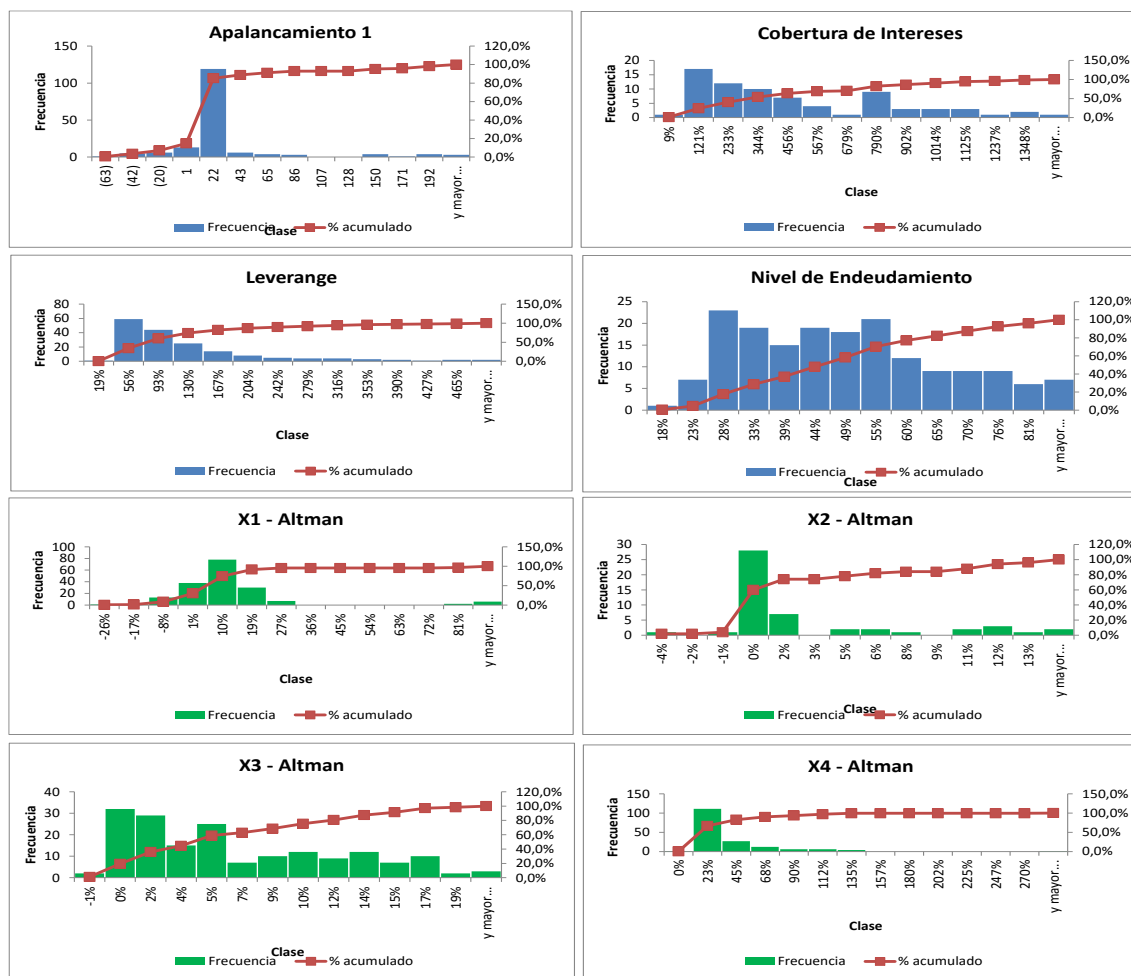 Apalancamiento 1
Frecuencia
150
100
50
0
120,0%
100,0%
80,0%
60,0%
40,0%
20,0%
0,0%
(63) (42) (20) 1 22 43 65 86 107 128 150 171 192 y mayor...
Clase
Frecuencia % acumulado
Cobertura de Intereses
Frecuencia
20
15
10
5
0
150,0%
100,0%
50,0%
0,0%
9% 121% 233% 344% 456% 567% 679% 790% 902% 1014% 1125% 1237% 1348% y mayor...
Clase
Frecuencia % acumulado
Leverange
Frecuencia
80
60
40
20
0
150,0%
100,0%
50,0%
0,0%
19% 56% 93% 130% 167% 204% 242% 279% 316% 353% 390% 427% 465% y mayor...
Clase
Frecuencia % acumulado
Nivel de Endeudamiento
Frecuencia
25
20
15
10
5
0
120,0%
100,0%
80,0%
60,0%
40,0%
20,0%
0,0%
18% 23% 28% 33% 39% 44% 49% 55% 60% 65% 70% 76% 81% y mayor...
Clase
Frecuencia % acumulado
X1 - Altman
Frecuencia
100
80
60
40
20
0
150,0%
100,0%
50,0%
0,0%
-26% -17% -8% 1% 10% 19% 27% 36% 45% 54% 63% 72% 81% y mayor...
Clase
Frecuencia % acumulado
X2 - Altman
Frecuencia
30
25
20
15
10
5
0
120,0%
100,0%
80,0%
60,0%
40,0%
20,0%
0,0%
-4% -2% -1% 0% 2% 3% 5% 6% 8% 9% 11% 12% 13% y mayor...
Clase
Frecuencia % acumulado
X3 - Altman
Frecuencia
40
30
20
10
0
120,0%
100,0%
80,0%
60,0%
40,0%
20,0%
0,0%
-1% 0% 2% 4% 5% 7% 9% 10% 12% 14% 15% 17% 19% y mayor...
Clase
Frecuencia % acumulado
X4 - Altman
Frecuencia
150
100
50
0
150,0%
100,0%
50,0%
0,0%
0% 23% 45% 68% 90% 112% 135% 157% 180% 202% 225% 247% 270% y mayor...
Clase
Frecuencia % acumulado